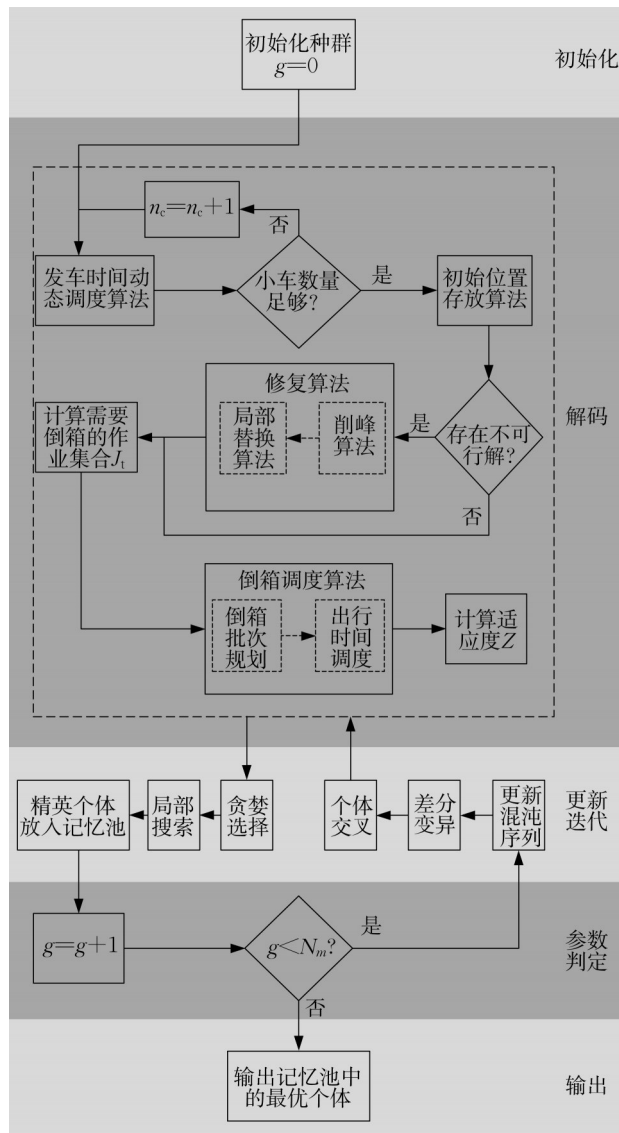 初始化种群
g=0
初始化
n_c=n_c+1
否
发车时间动
态调度算法
小车数量
足够?
是
初始位置
存放算法
修复算法
局部
替换
算法
削峰
算法
是
存在不可
行解?
否
计算需要
倒箱的作
业集合J_t
解码
倒箱调度算法
倒箱
批次
规划
出行
时间
调度
计算适
应度Z
精英个体
放入记忆池
局部
搜索
贪婪
选择
个体
交叉
差分
变异
更新
混沌
序列
更新
迭代
g=g+1
g<N_m?
是
否
参数
判定
输出记忆池中
的最优个体
输出